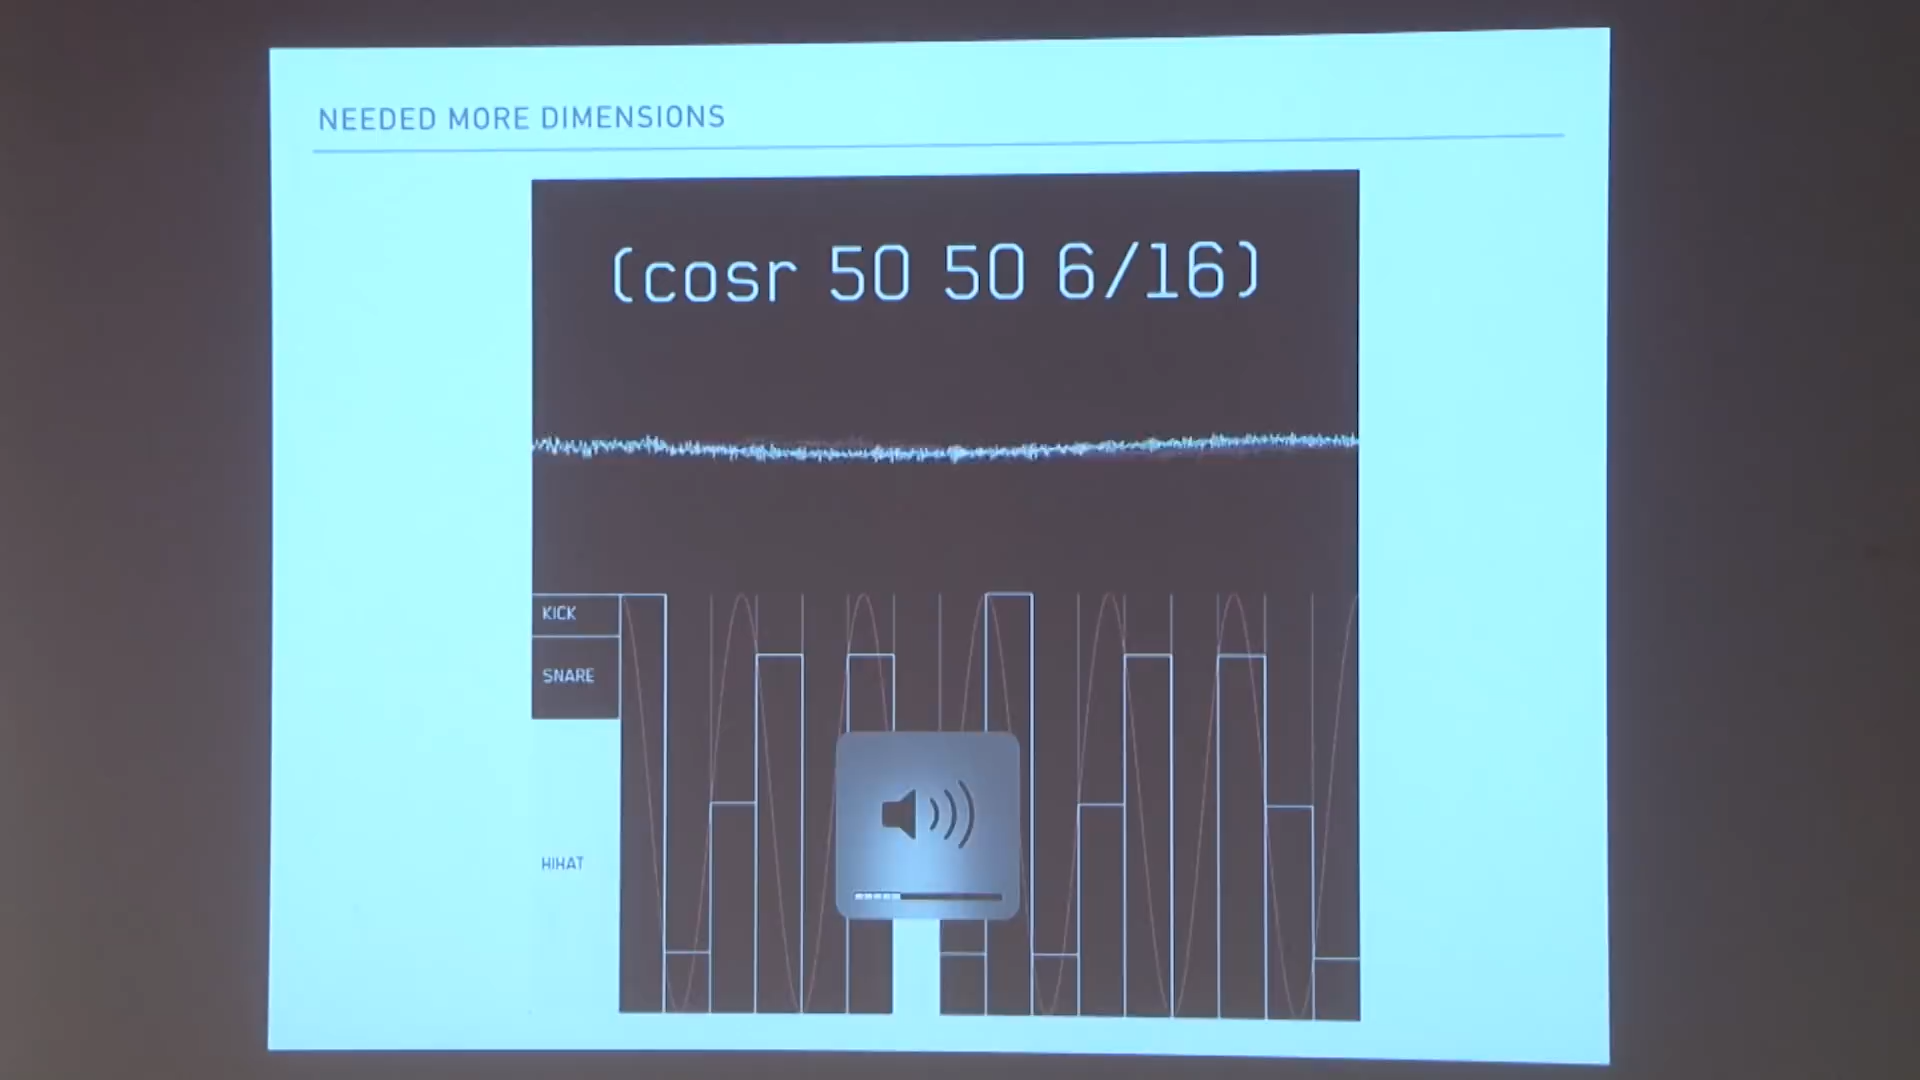 NEEDED MORE DIMENSIONS
(cosr 50 50 6/16)
KICK
SNARE
HIHAT